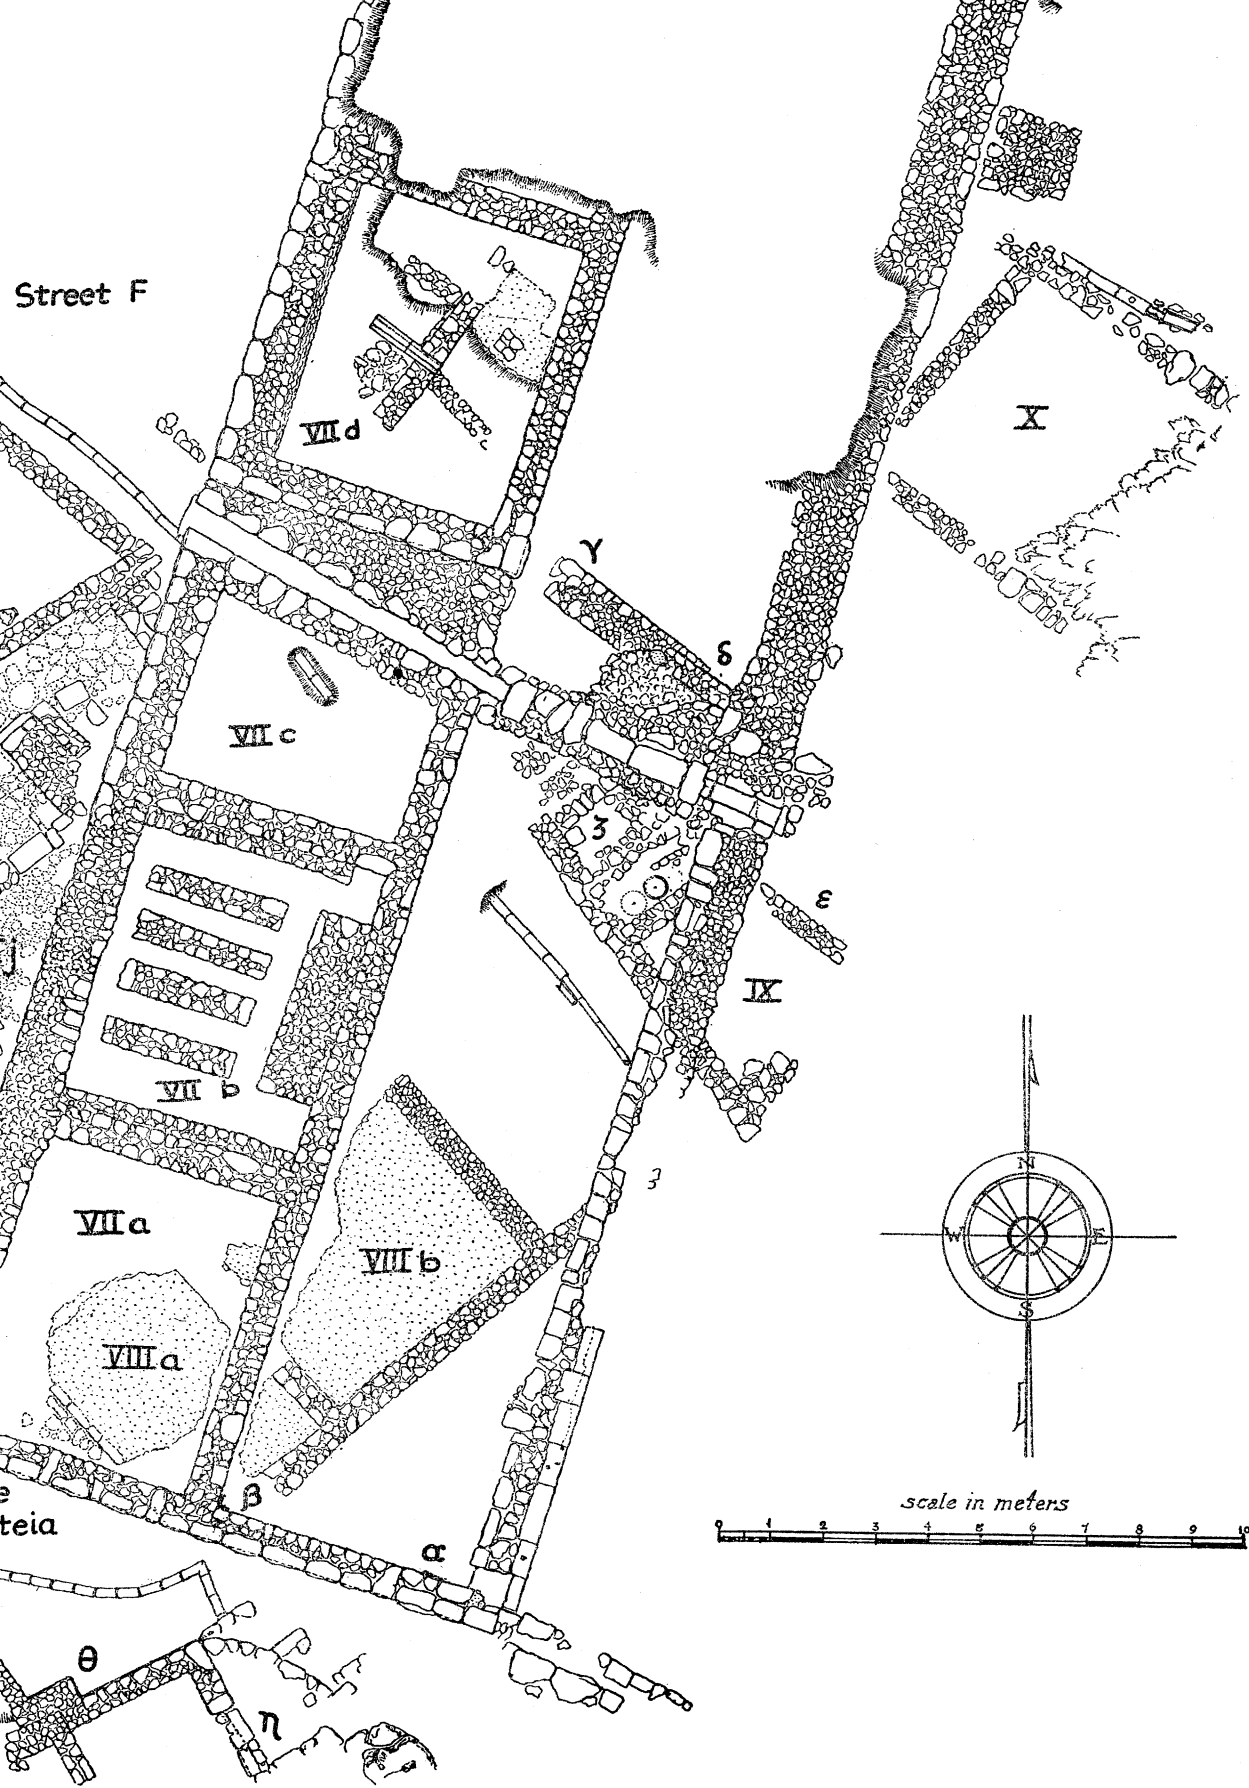 Street F
X
VII d
γ
δ
VII c
ζ
ε
IX
VII b
VII a
VIII b
VIII a
N
W E
S
β
teia
α
scale in meters
0 1 2 3 4 5 6 7 8 9 10
θ
η